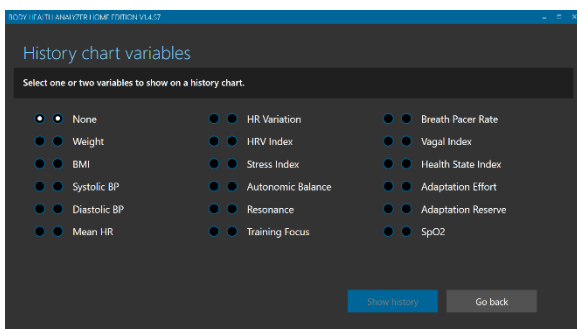 BODY HEALTH ANALYZER HOME EDITION V1.4.57
History chart variables
Select one or two variables to show on a history chart.
None
Weight
BMI
Systolic BP
Diastolic BP
Mean HR
HR Variation
HRV Index
Stress Index
Autonomic Balance
Resonance
Training Focus
Breath Pacer Rate
Vagal Index
Health State Index
Adaptation Effort
Adaptation Reserve
SpO2
Show history
Go back